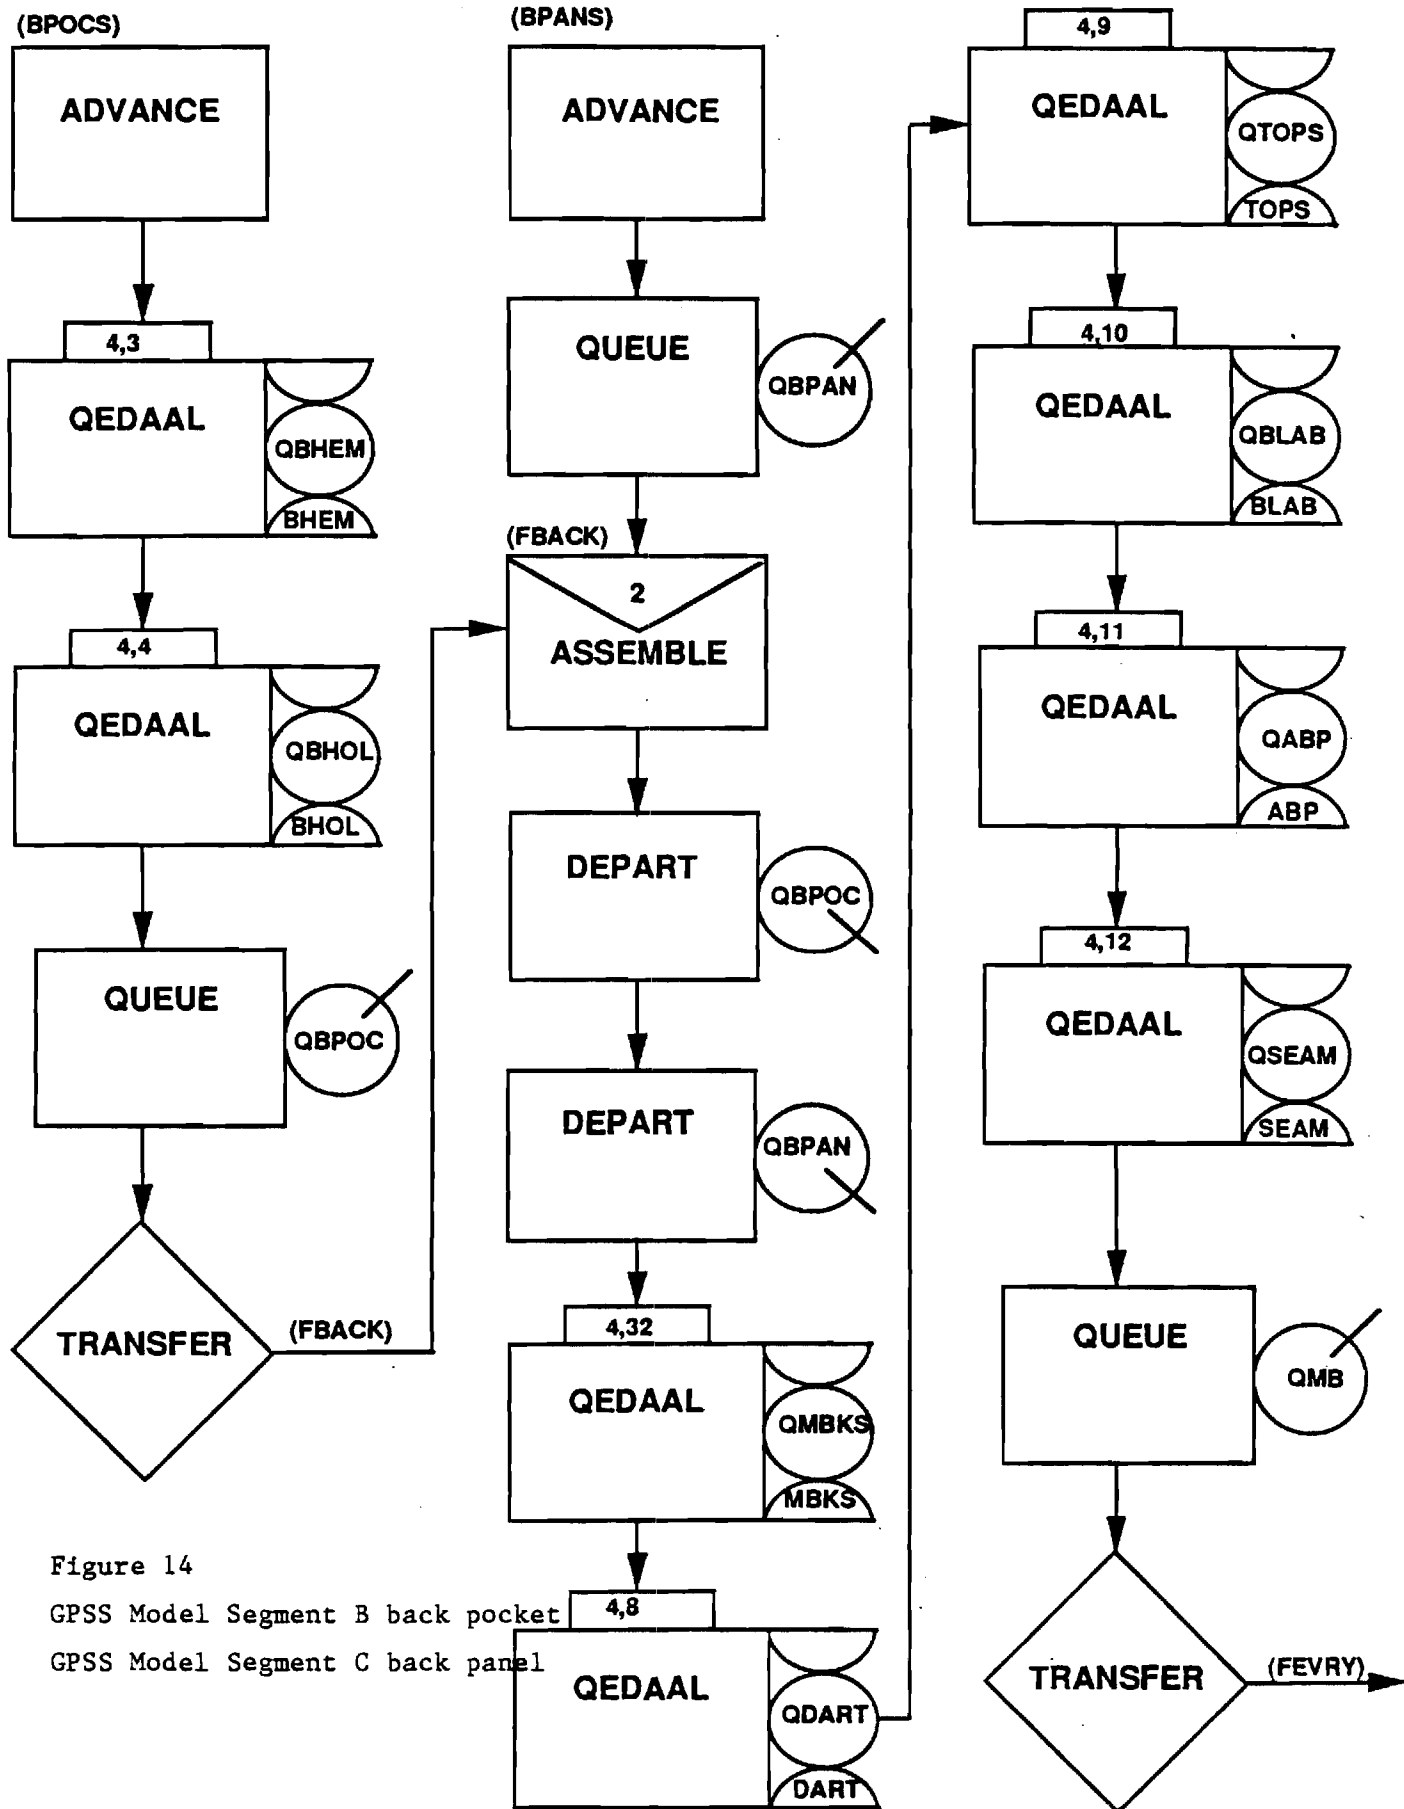 (BPOCS)
ADVANCE
4,3
QEDAAL
QBHEM
BHEM
4,4
QEDAAL
QBHOL
BHOL
QUEUE
QBPOC
TRANSFER
(FBACK)
(BPANS)
ADVANCE
QUEUE
QBPAN
(FBACK)
2
ASSEMBLE
DEPART
QBPOC
DEPART
QBPAN
4,32
QEDAAL
QMBKS
MBKS
4,8
QEDAAL
QDART
DART
4,9
QEDAAL
QTOPS
TOPS
4,10
QEDAAL
QBLAB
BLAB
4,11
QEDAAL
QABP
ABP
4,12
QEDAAL
QSEAM
SEAM
QUEUE
QMB
TRANSFER
(FEVRY)
Figure 14
GPSS Model Segment B back pocket
GPSS Model Segment C back panel